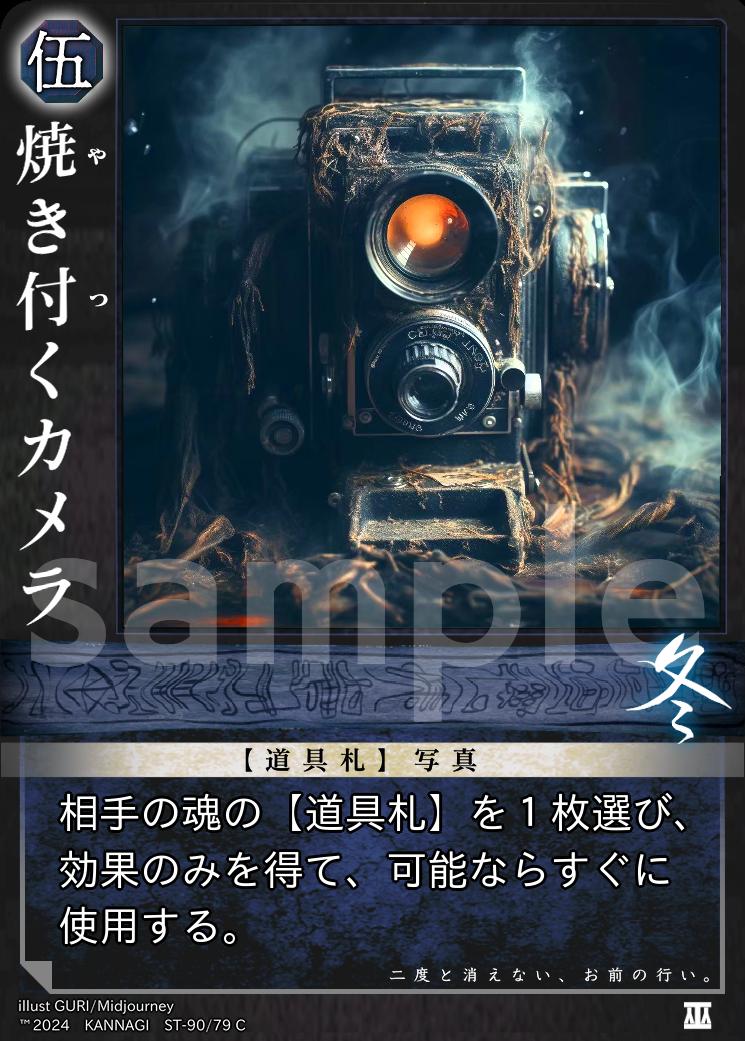 伍
焼き付くカメラ
や
つ
sample
冬
【道具札】写真
相手の魂の【道具札】を１枚選び、
効果のみを得て、可能ならすぐに
使用する。
二度と消えない、お前の行い。
illust GURI/Midjourney
™2024 KANNAGI ST-90/79 C